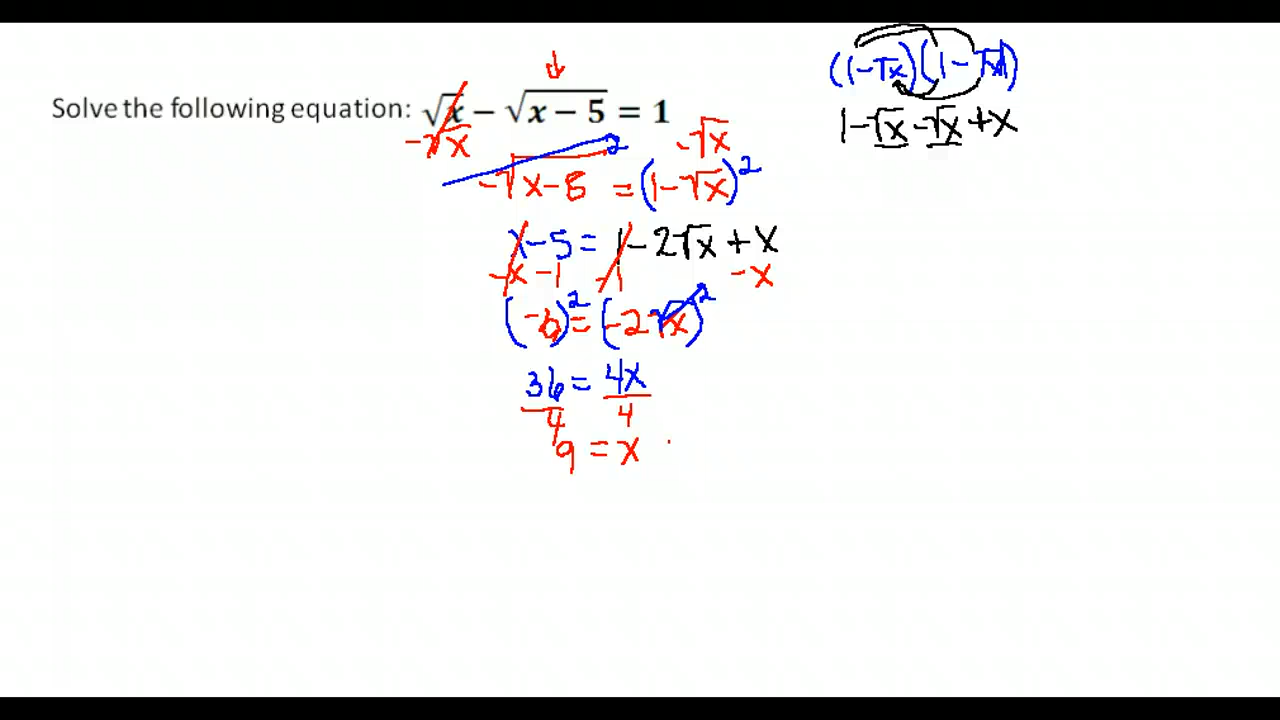 Solve the following equation: √x − √(x − 5) = 1
−√x −√x
−√(x−5)² = (1−√x)²
x−5 = 1−2√x + x
−x −1 −1 −x
(−6)² = (−2√x)²
36 = 4x
4 4
9 = x
(1−√x)(1−√x)
1−√x−√x+x